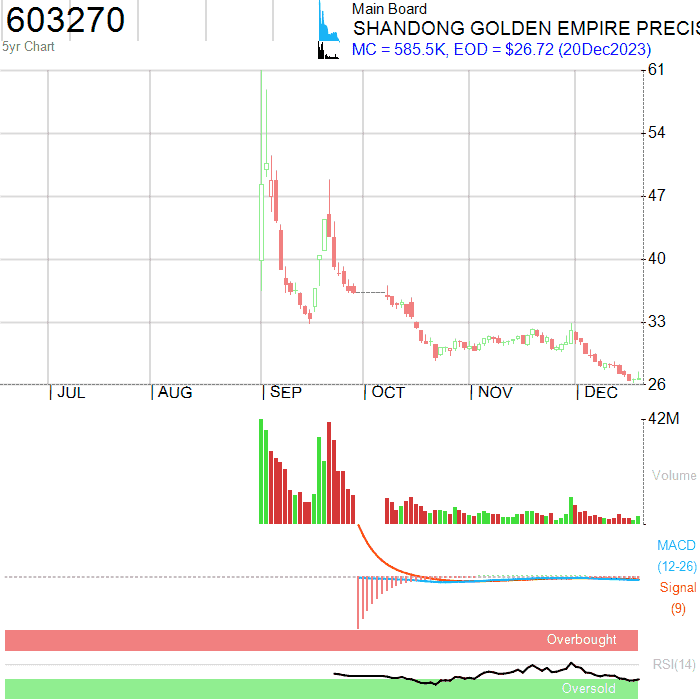 603270
5yr Chart
Main Board
SHANDONG GOLDEN EMPIRE PRECIS
MC = 585.5K, EOD = $26.72 (20Dec2023)
61
54
47
40
33
26
JUL
AUG
SEP
OCT
NOV
DEC
42M
Volume
MACD
(12-26)
Signal
(9)
Overbought
RSI(14)
Oversold